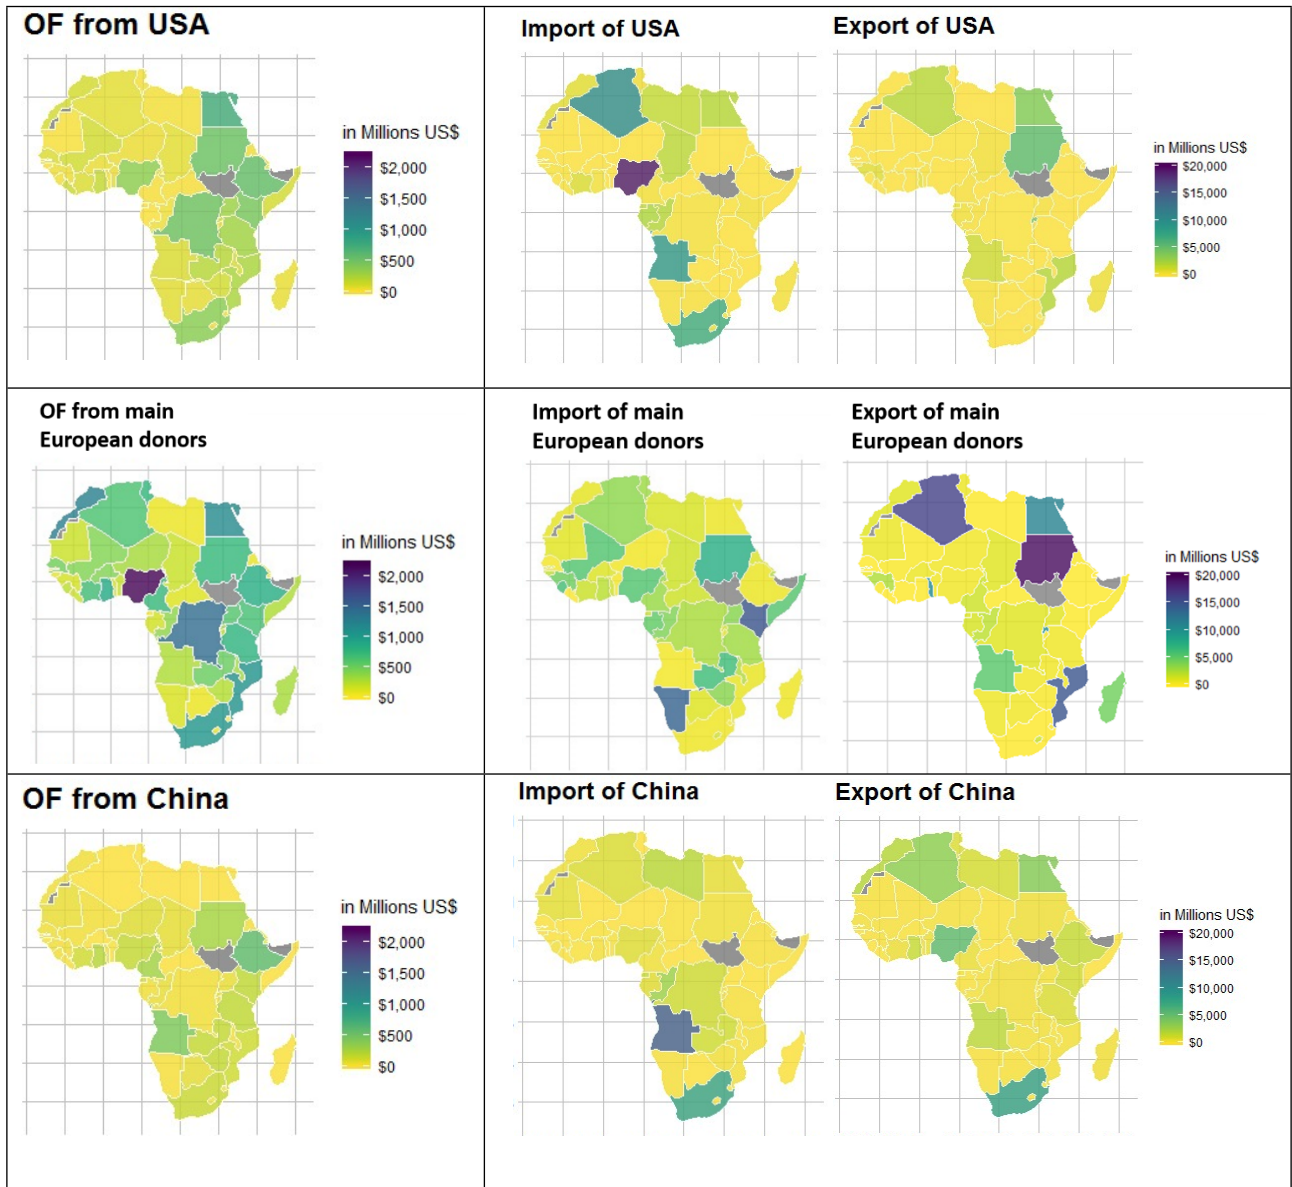 OF from USA
in Millions US$
$2,000
$1,500
$1,000
$500
$0
Import of USA
Export of USA
in Millions US$
$20,000
$15,000
$10,000
$5,000
$0
OF from main
European donors
in Millions US$
$2,000
$1,500
$1,000
$500
$0
Import of main
European donors
Export of main
European donors
in Millions US$
$20,000
$15,000
$10,000
$5,000
$0
OF from China
in Millions US$
$2,000
$1,500
$1,000
$500
$0
Import of China
Export of China
in Millions US$
$20,000
$15,000
$10,000
$5,000
$0